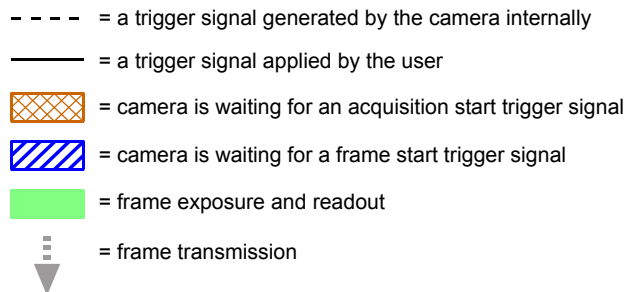 = a trigger signal generated by the camera internally
= a trigger signal applied by the user
= camera is waiting for an acquisition start trigger signal
= camera is waiting for a frame start trigger signal
= frame exposure and readout
= frame transmission